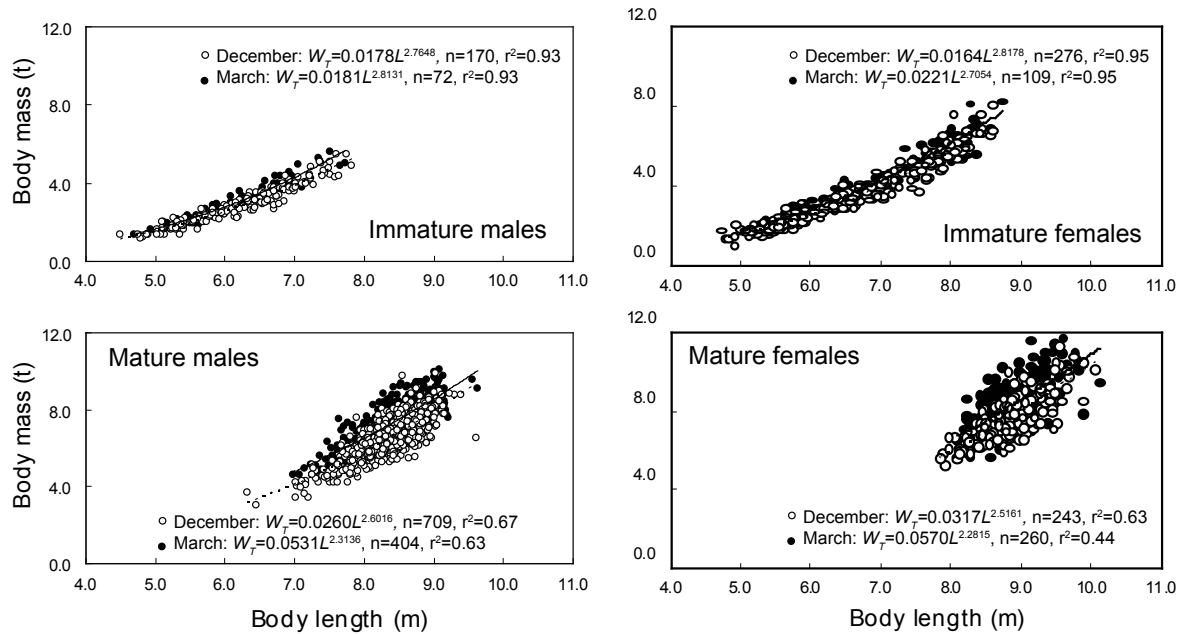 12.0
8.0
4.0
0.0
Body mass (t)
○ December: W_T=0.0178L^2.7648, n=170, r²=0.93
● March: W_T=0.0181L^2.8131, n=72, r²=0.93
Immature males
4.0 5.0 6.0 7.0 8.0 9.0 10.0 11.0
12.0
8.0
4.0
0.0
Body mass (t)
○ December: W_T=0.0164L^2.8178, n=276, r²=0.95
● March: W_T=0.0221L^2.7054, n=109, r²=0.95
Immature females
4.0 5.0 6.0 7.0 8.0 9.0 10.0 11.0
12.0
8.0
4.0
0.0
Body mass (t)
Mature males
○ December: W_T=0.0260L^2.6016, n=709, r²=0.67
● March: W_T=0.0531L^2.3136, n=404, r²=0.63
4.0 5.0 6.0 7.0 8.0 9.0 10.0 11.0
Body length (m)
12.0
8.0
4.0
0.0
Body mass (t)
Mature females
○ December: W_T=0.0317L^2.5161, n=243, r²=0.63
● March: W_T=0.0570L^2.2815, n=260, r²=0.44
4.0 5.0 6.0 7.0 8.0 9.0 10.0 11.0
Body length (m)